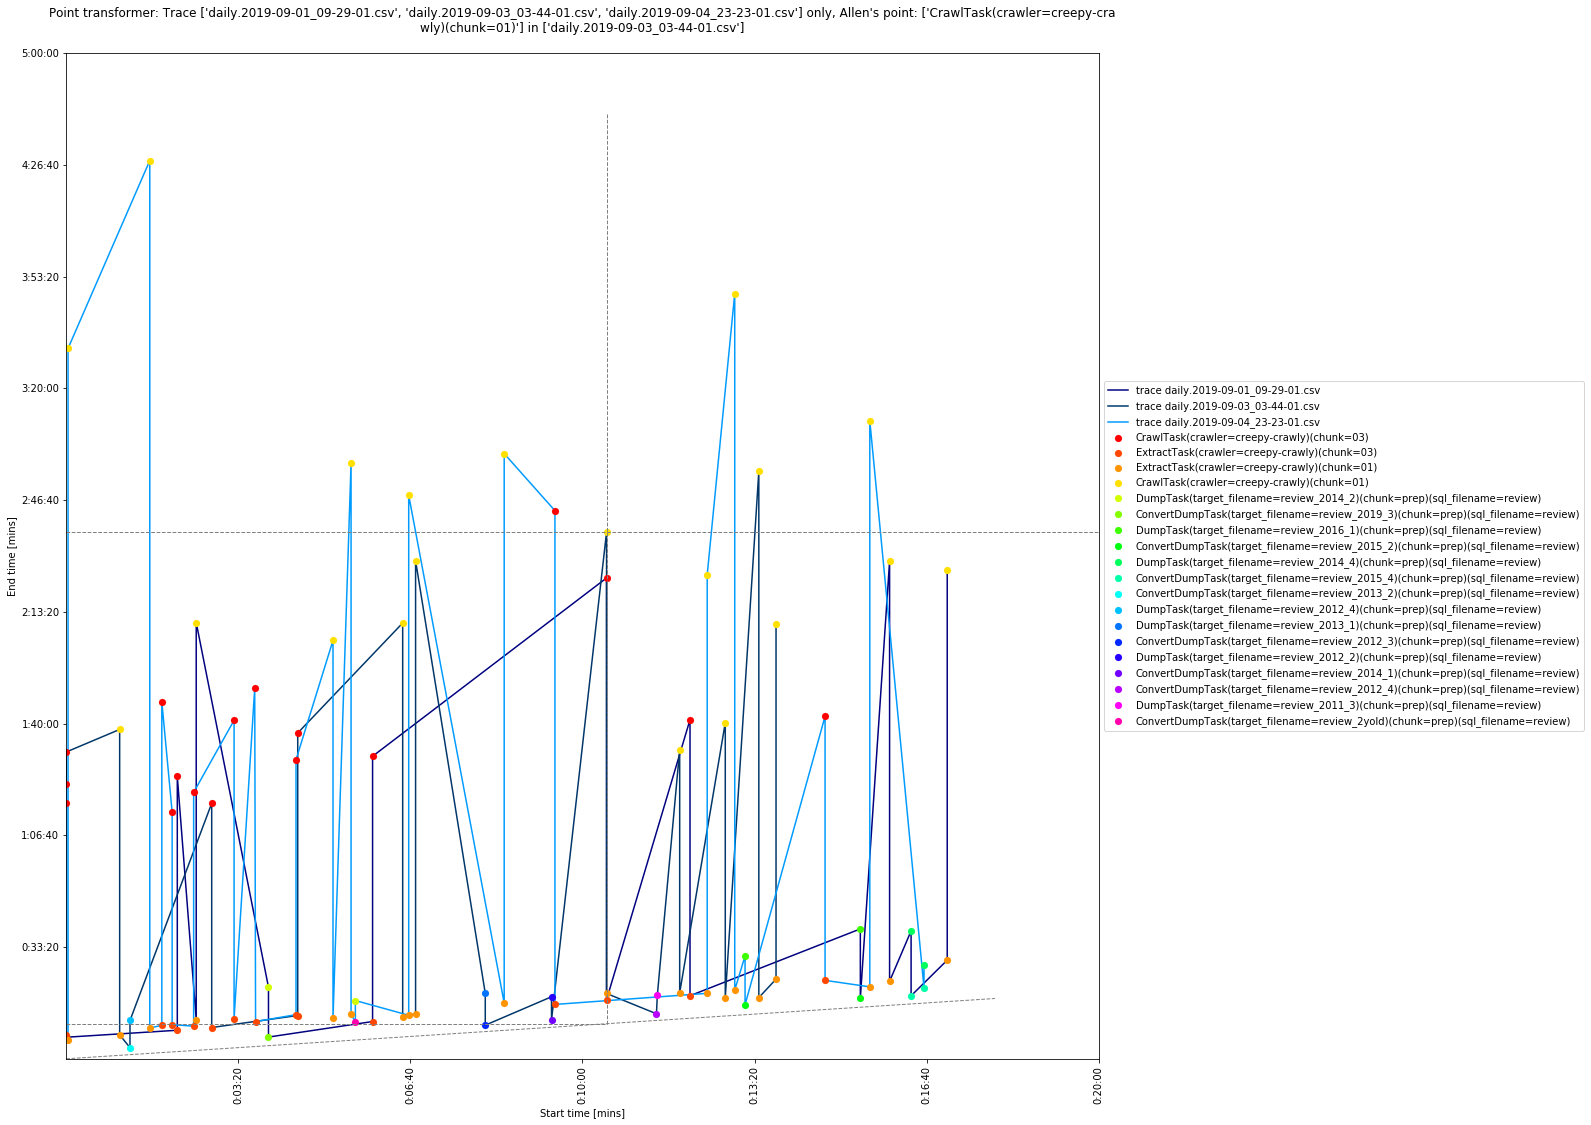 Point transformer: Trace ['daily.2019-09-01_09-29-01.csv', 'daily.2019-09-03_03-44-01.csv', 'daily.2019-09-04_23-23-01.csv'] only, Allen's point: ['CrawlTask(crawler=creepy-cra
wly)(chunk=01)'] in ['daily.2019-09-03_03-44-01.csv']
5:00:00
4:26:40
3:53:20
3:20:00
2:46:40
2:13:20
1:40:00
1:06:40
0:33:20
End time [mins]
0:03:20
0:06:40
0:10:00
0:13:20
0:16:40
0:20:00
Start time [mins]
trace daily.2019-09-01_09-29-01.csv
trace daily.2019-09-03_03-44-01.csv
trace daily.2019-09-04_23-23-01.csv
CrawlTask(crawler=creepy-crawly)(chunk=03)
ExtractTask(crawler=creepy-crawly)(chunk=03)
ExtractTask(crawler=creepy-crawly)(chunk=01)
CrawlTask(crawler=creepy-crawly)(chunk=01)
DumpTask(target_filename=review_2014_2)(chunk=prep)(sql_filename=review)
ConvertDumpTask(target_filename=review_2019_3)(chunk=prep)(sql_filename=review)
DumpTask(target_filename=review_2016_1)(chunk=prep)(sql_filename=review)
ConvertDumpTask(target_filename=review_2015_2)(chunk=prep)(sql_filename=review)
DumpTask(target_filename=review_2014_4)(chunk=prep)(sql_filename=review)
ConvertDumpTask(target_filename=review_2015_4)(chunk=prep)(sql_filename=review)
ConvertDumpTask(target_filename=review_2013_2)(chunk=prep)(sql_filename=review)
DumpTask(target_filename=review_2012_4)(chunk=prep)(sql_filename=review)
DumpTask(target_filename=review_2013_1)(chunk=prep)(sql_filename=review)
ConvertDumpTask(target_filename=review_2012_3)(chunk=prep)(sql_filename=review)
DumpTask(target_filename=review_2012_2)(chunk=prep)(sql_filename=review)
ConvertDumpTask(target_filename=review_2014_1)(chunk=prep)(sql_filename=review)
ConvertDumpTask(target_filename=review_2012_4)(chunk=prep)(sql_filename=review)
DumpTask(target_filename=review_2011_3)(chunk=prep)(sql_filename=review)
ConvertDumpTask(target_filename=review_2yold)(chunk=prep)(sql_filename=review)